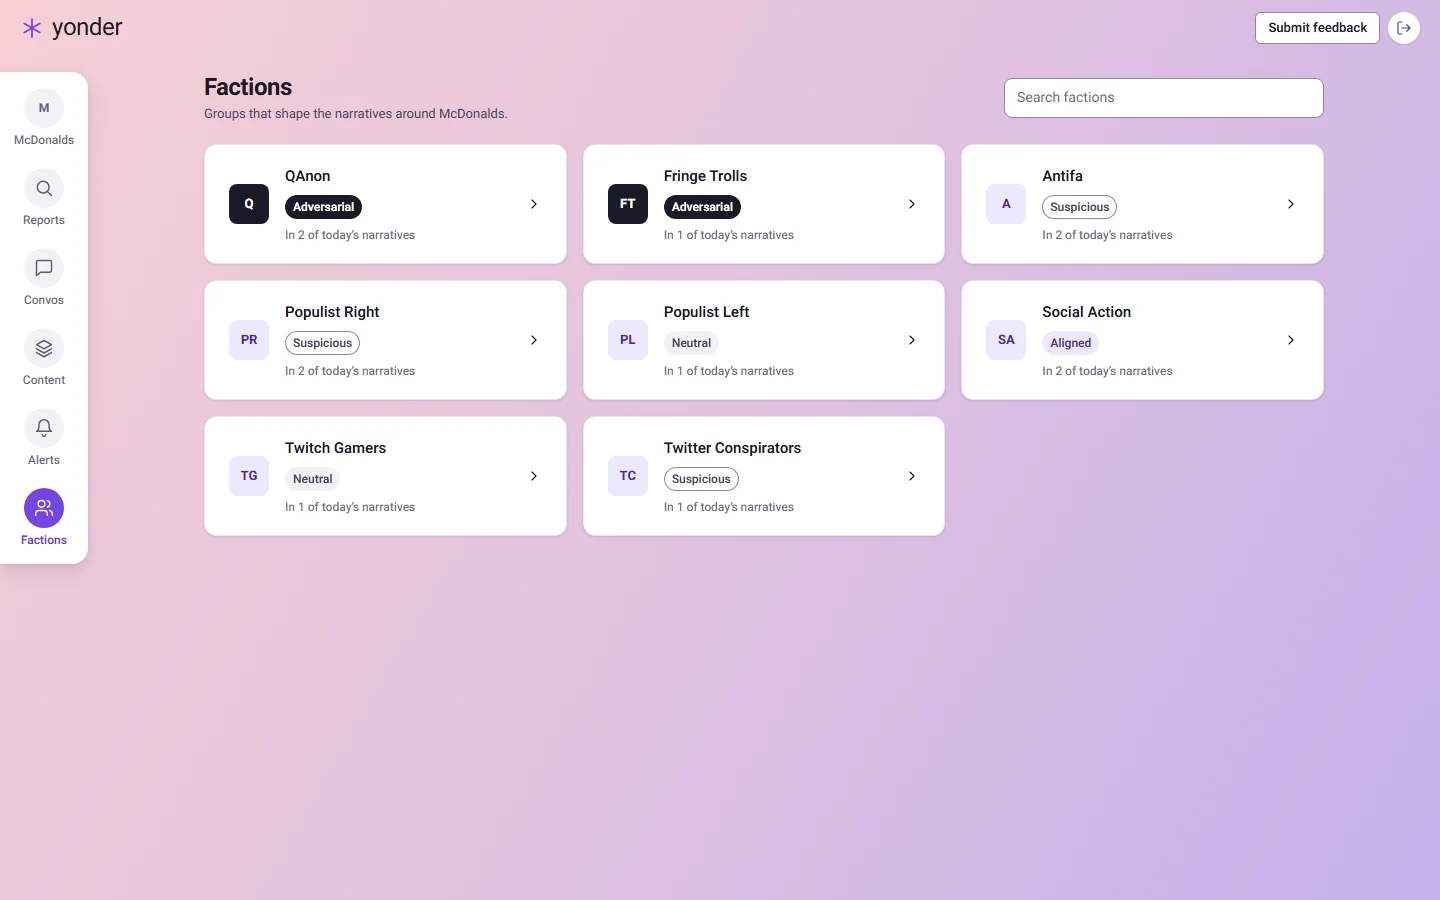 yonder
Submit feedback
M
McDonalds
Reports
Convos
Content
Alerts
Factions
Factions
Groups that shape the narratives around McDonalds.
Search factions
Q
QAnon
Adversarial
In 2 of today's narratives
FT
Fringe Trolls
Adversarial
In 1 of today's narratives
A
Antifa
Suspicious
In 2 of today's narratives
PR
Populist Right
Suspicious
In 2 of today's narratives
PL
Populist Left
Neutral
In 1 of today's narratives
SA
Social Action
Aligned
In 2 of today's narratives
TG
Twitch Gamers
Neutral
In 1 of today's narratives
TC
Twitter Conspirators
Suspicious
In 1 of today's narratives